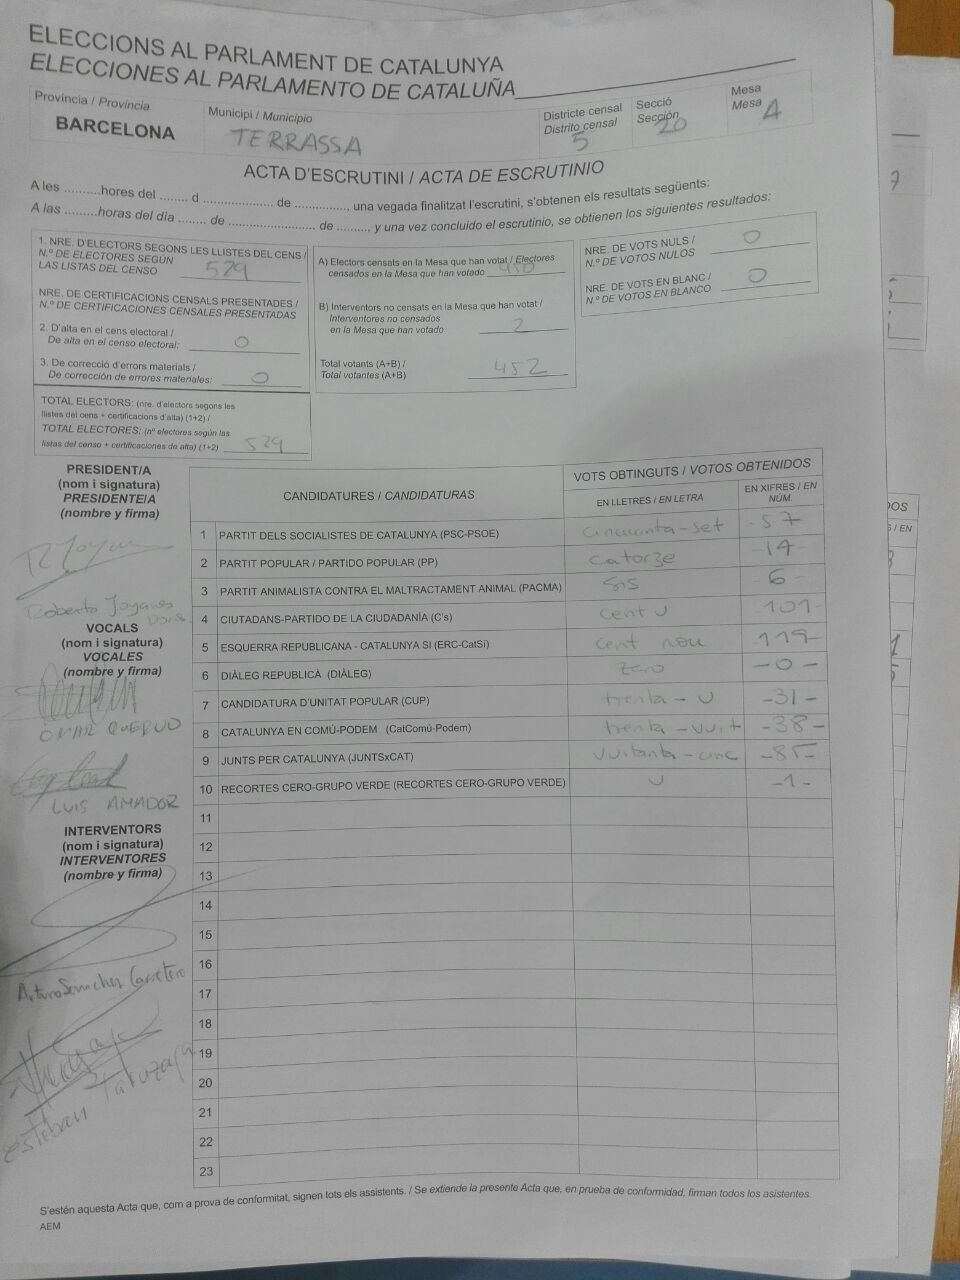 ELECCIONS AL PARLAMENT DE CATALUNYA
ELECCIONES AL PARLAMENTO DE CATALUÑA
Província / Provincia
BARCELONA
Municipi / Municipio
TERRASSA
Districte censal
Distrito censal
5
Secció
Sección
20
Mesa
Mesa
A
ACTA D'ESCRUTINI / ACTA DE ESCRUTINIO
A les ..........hores del ........ d .................... de ..............., una vegada finalitzat l'escrutini, s'obtenen els resultats següents:
A las .........horas del día ........ de ......................... de ........., y una vez concluido el escrutinio, se obtienen los siguientes resultados:
1. NRE. D'ELECTORS SEGONS LES LLISTES DEL CENS /
N.º DE ELECTORES SEGÚN
LAS LISTAS DEL CENSO 529
NRE. DE CERTIFICACIONS CENSALS PRESENTADES /
N.º DE CERTIFICACIONES CENSALES PRESENTADAS
2. D'alta en el cens electoral /
De alta en el censo electoral: 0
3. De correcció d'errors materials /
De corrección de errores materiales: 0
TOTAL ELECTORS: (nre. d'electors segons les
llistes del cens + certificacions d'alta) (1+2) /
TOTAL ELECTORES: (nº electores según las
listas del censo + certificaciones de alta) (1+2) 529
A) Electors censats en la Mesa que han votat / Electores
censados en la Mesa que han votado 450
B) Interventors no censats en la Mesa que han votat /
Interventores no censados
en la Mesa que han votado 2
Total votants (A+B) /
Total votantes (A+B) 452
NRE. DE VOTS NULS /
N.º DE VOTOS NULOS 0
NRE. DE VOTS EN BLANC /
N.º DE VOTOS EN BLANCO 0
PRESIDENT/A
(nom i signatura)
PRESIDENTE/A
(nombre y firma)
Roberto Joyanes
VOCALS
(nom i signatura)
VOCALES
(nombre y firma)
OMAR CUERVO
LUIS AMADOR
INTERVENTORS
(nom i signatura)
INTERVENTORES
(nombre y firma)
Arturo Sanchez Carretero
Esteban
CANDIDATURES / CANDIDATURAS
VOTS OBTINGUTS / VOTOS OBTENIDOS
EN LLETRES / EN LETRA
EN XIFRES / EN NÚM.
1 PARTIT DELS SOCIALISTES DE CATALUNYA (PSC-PSOE) cincuanta-set -57-
2 PARTIT POPULAR / PARTIDO POPULAR (PP) catorze -14-
3 PARTIT ANIMALISTA CONTRA EL MALTRACTAMENT ANIMAL (PACMA) sis -6-
4 CIUTADANS-PARTIDO DE LA CIUDADANÍA (C's) cent u -101-
5 ESQUERRA REPUBLICANA - CATALUNYA SI (ERC-CatSí) cent nou -119-
6 DIÀLEG REPUBLICÀ (DIÀLEG) zero -0-
7 CANDIDATURA D'UNITAT POPULAR (CUP) trenta-u -31-
8 CATALUNYA EN COMÚ-PODEM (CatComú-Podem) trenta-vuit -38-
9 JUNTS PER CATALUNYA (JUNTSxCAT) vuitanta-cinc -85-
10 RECORTES CERO-GRUPO VERDE (RECORTES CERO-GRUPO VERDE) u -1-
11
12
13
14
15
16
17
18
19
20
21
22
23
S'estén aquesta Acta que, com a prova de conformitat, signen tots els assistents. / Se extiende la presente Acta que, en prueba de conformidad, firman todos los asistentes.
AEM